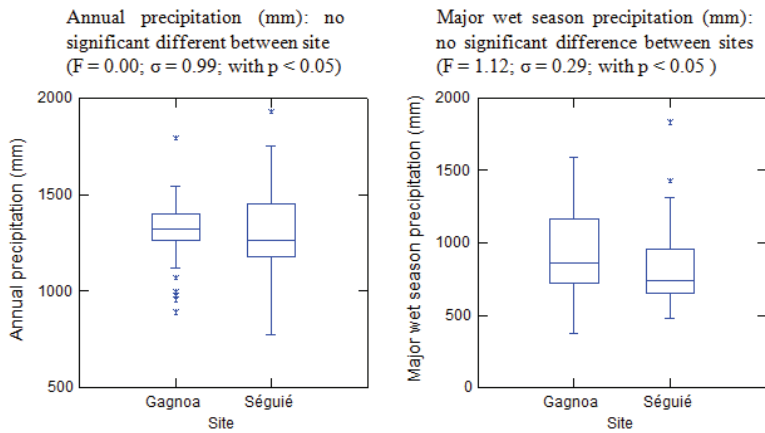 Annual precipitation (mm): no
significant different between site
(F = 0.00; σ = 0.99; with p < 0.05)
2000
1500
1000
500
Annual precipitation (mm)
Gagnoa
Séguié
Site
Major wet season precipitation (mm):
no significant difference between sites
(F = 1.12; σ = 0.29; with p < 0.05 )
2000
1500
1000
500
0
Major wet season precipitation (mm)
Gagnoa
Séguié
Site